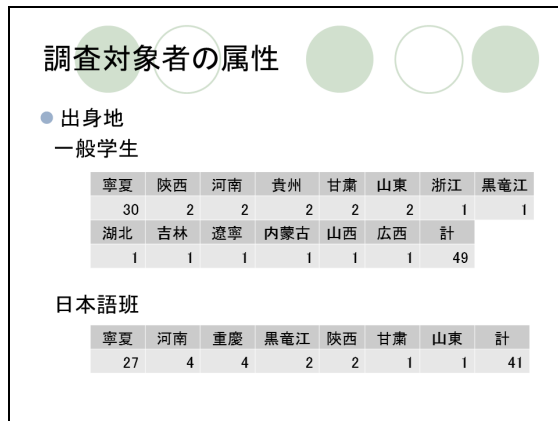 調査対象者の属性
出身地
一般学生
寧夏 陝西 河南 貴州 甘粛 山東 浙江 黒竜江
30 2 2 2 2 2 1 1
湖北 吉林 遼寧 内蒙古 山西 広西 計
1 1 1 1 1 1 49
日本語班
寧夏 河南 重慶 黒竜江 陝西 甘粛 山東 計
27 4 4 2 2 1 1 41